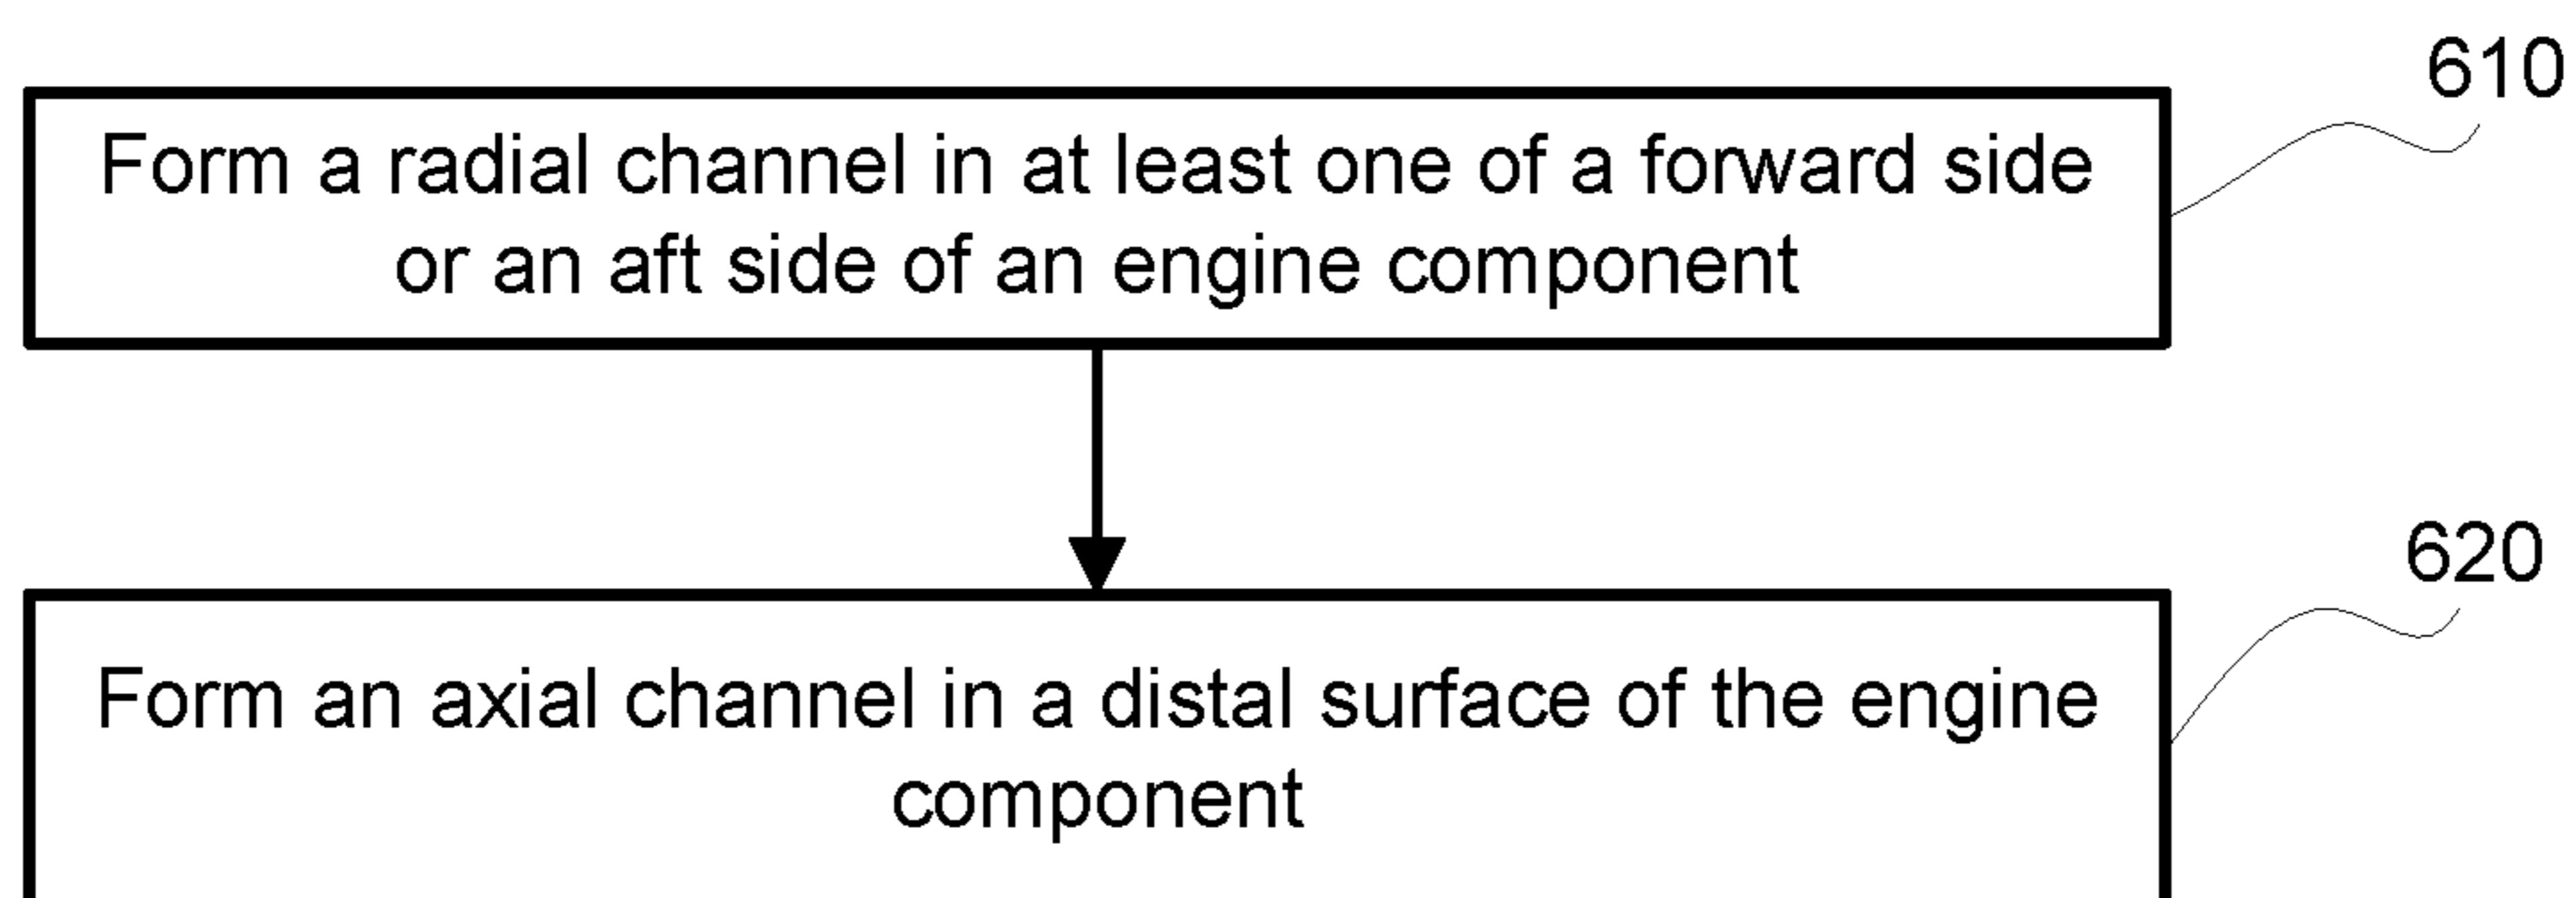 610
Form a radial channel in at least one of a forward side
or an aft side of an engine component
620
Form an axial channel in a distal surface of the engine
component